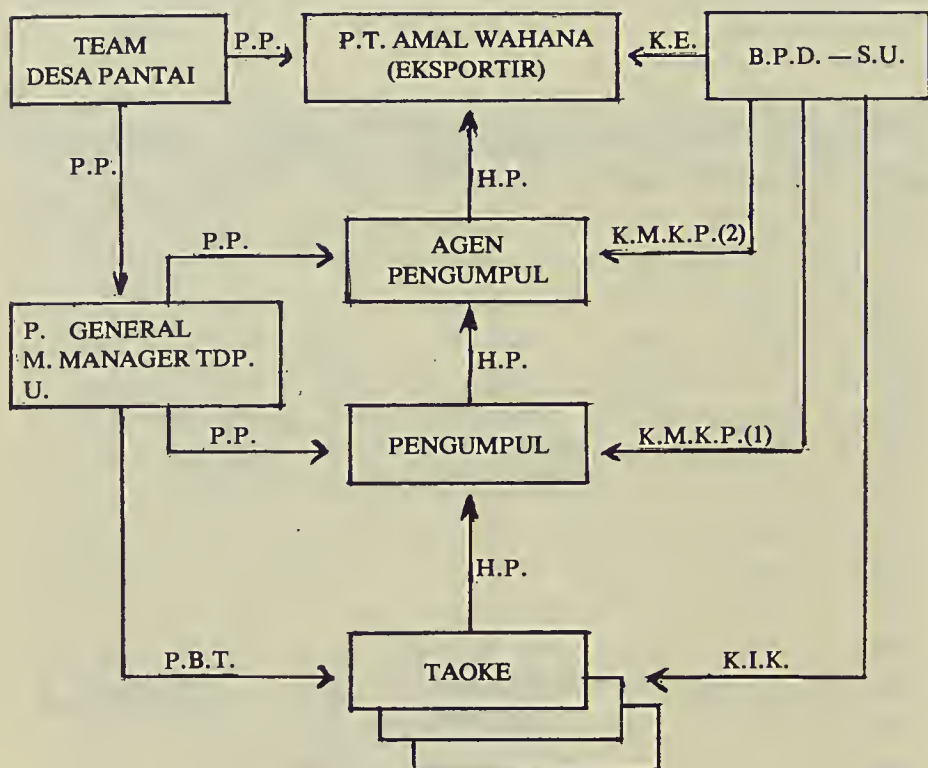 TEAM
DESA PANTAI
P.P.
P.T. AMAL WAHANA
(EKSPORTIR)
K.E.
B.P.D. — S.U.
P.P.
H.P.
P.P.
AGEN
PENGUMPUL
K.M.K.P.(2)
P. GENERAL
M. MANAGER TDP.
U.
H.P.
P.P.
PENGUMPUL
K.M.K.P.(1)
H.P.
P.B.T.
TAOKE
K.I.K.